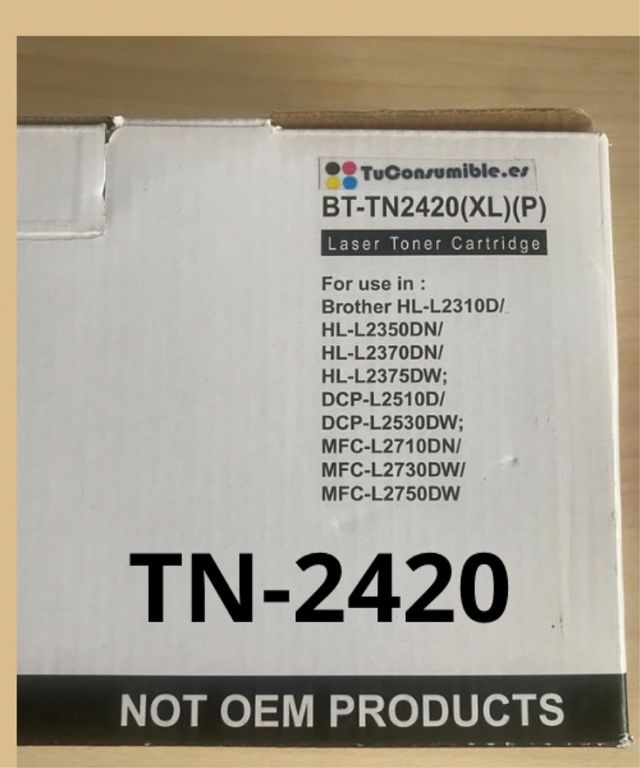 TuConsumible.es
BT-TN2420(XL)(P)
Laser Toner Cartridge
For use in :
Brother HL-L2310D/
HL-L2350DN/
HL-L2370DN/
HL-L2375DW;
DCP-L2510D/
DCP-L2530DW;
MFC-L2710DN/
MFC-L2730DW/
MFC-L2750DW
TN-2420
NOT OEM PRODUCTS